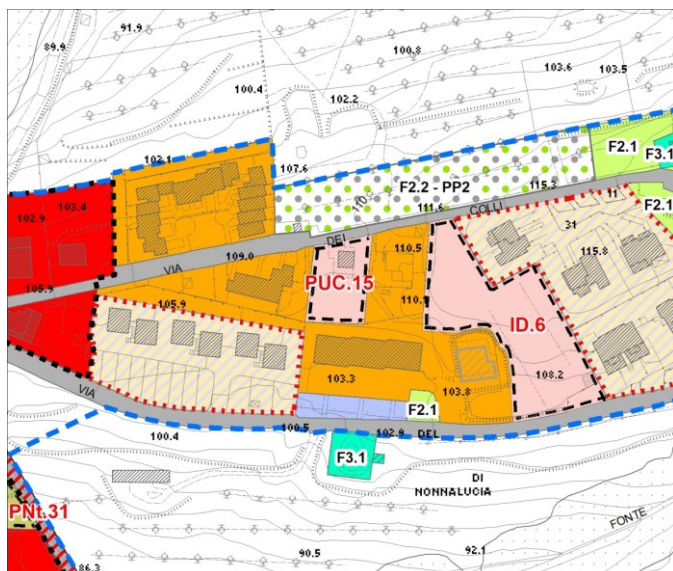 91.9
89.9
100.8
103.6
103.5
100.4
102.2
102.1
107.6
F2.1
F3.1
103.4
102.9
F2.2 - PP2
115.3
110.
111.6
F2.1
COLLI
11
31
DEI
110.5
115.8
109.0
VIA
105.9
PUC.15
105.9
110.
ID.6
108.2
103.3
103.8
VIA
F2.1
100.5
102.9
DEL
100.4
F3.1
DI
NONNALUCIA
PNt.31
FONTE
90.5
92.1
86.3